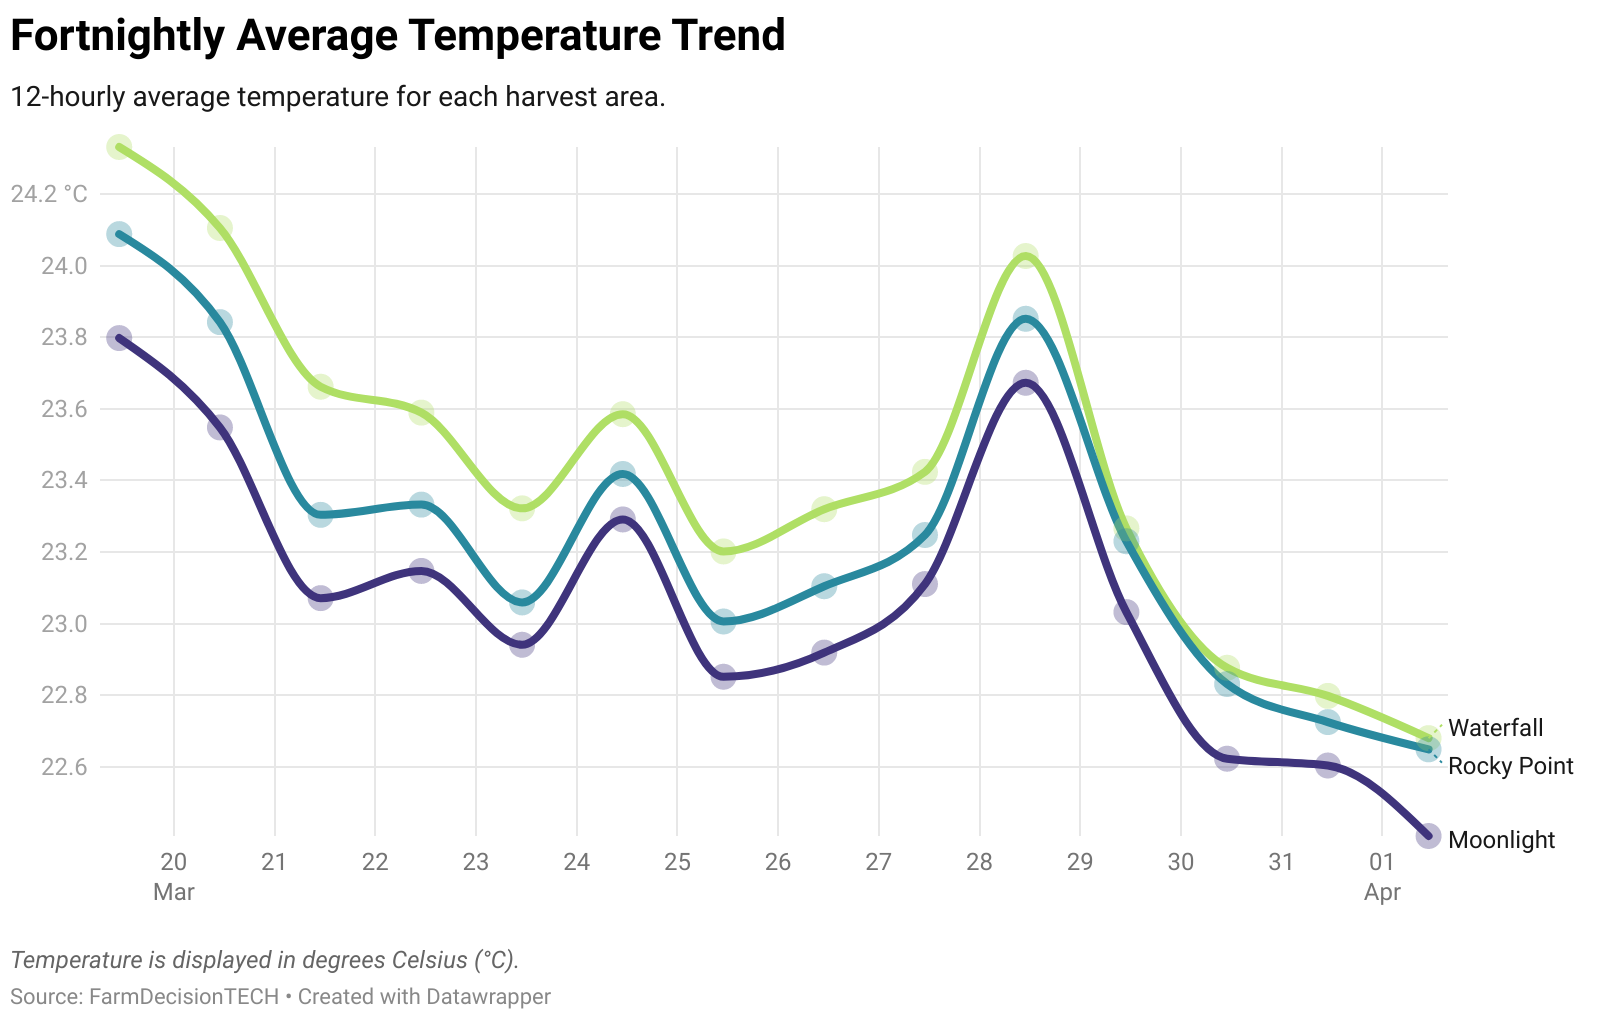 Fortnightly Average Temperature Trend
12-hourly average temperature for each harvest area.
24.2 °C
24.0
23.8
23.6
23.4
23.2
23.0
22.8
22.6
Waterfall
Rocky Point
Moonlight
20 21 22 23 24 25 26 27 28 29 30 31 01
Mar Apr
Temperature is displayed in degrees Celsius (°C).
Source: FarmDecisionTECH • Created with Datawrapper